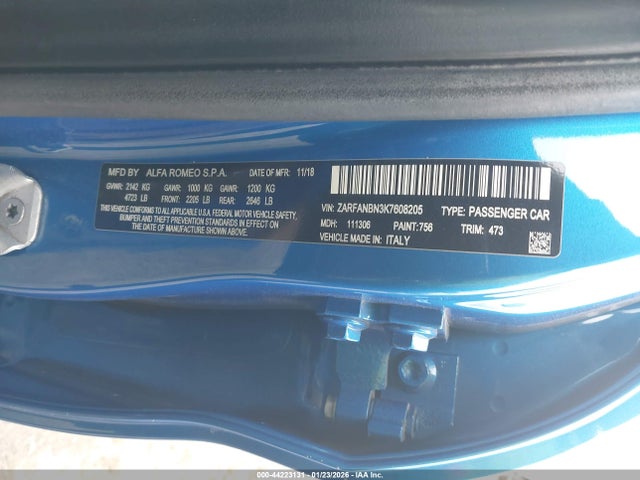 MFD BY ALFA ROMEO S.P.A. DATE OF MFR: 11/18
GVWR: 2142 KG GAWR: 1000 KG GAWR: 1200 KG
4723 LB FRONT: 2205 LB REAR: 2646 LB
THIS VEHICLE CONFORMS TO ALL APPLICABLE U.S.A. FEDERAL MOTOR VEHICLE SAFETY,
BUMPER, AND THEFT PREVENTION STANDARDS IN EFFECT
ON THE DATE OF MANUFACTURE SHOWN ABOVE.
VIN: ZARFANBN3K7608205 TYPE: PASSENGER CAR
MDH: 111306 PAINT: 756 TRIM: 473
VEHICLE MADE IN: ITALY
000-44223131 - 01/23/2026 - IAAI.COM